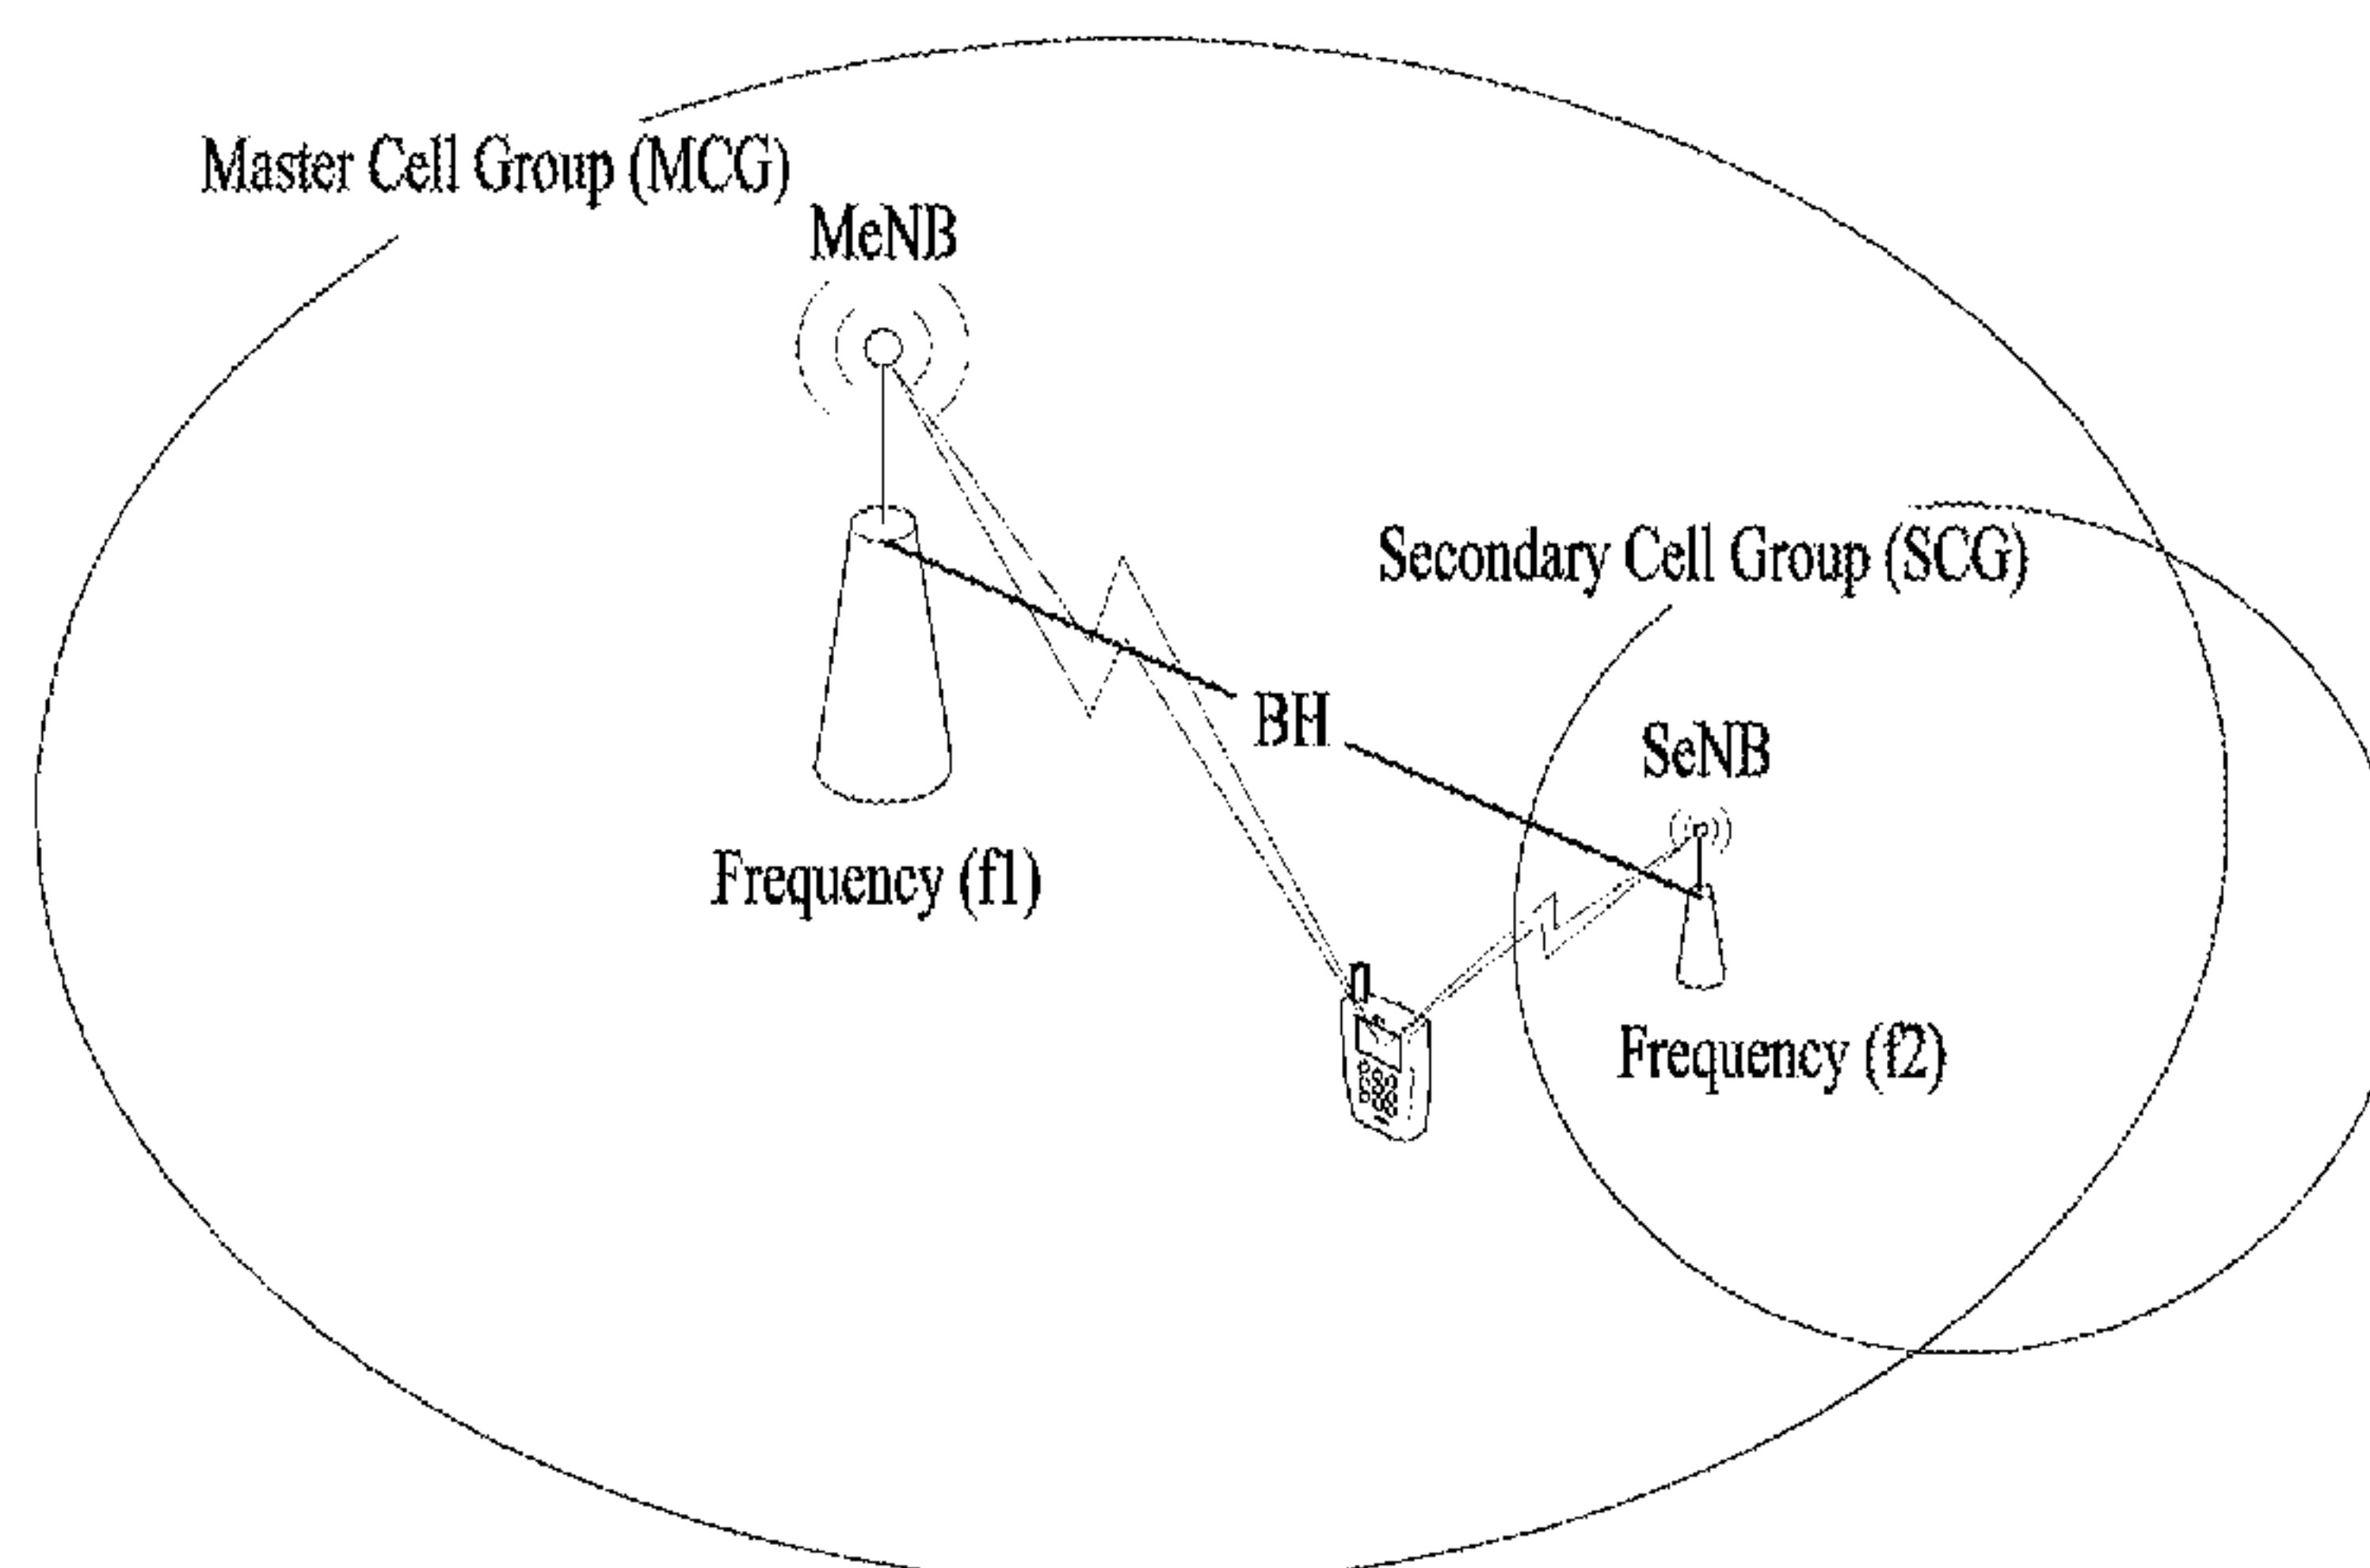 Master Cell Group (MCG)
MeNB
Secondary Cell Group (SCG)
BH
SeNB
Frequency (f1)
Frequency (f2)